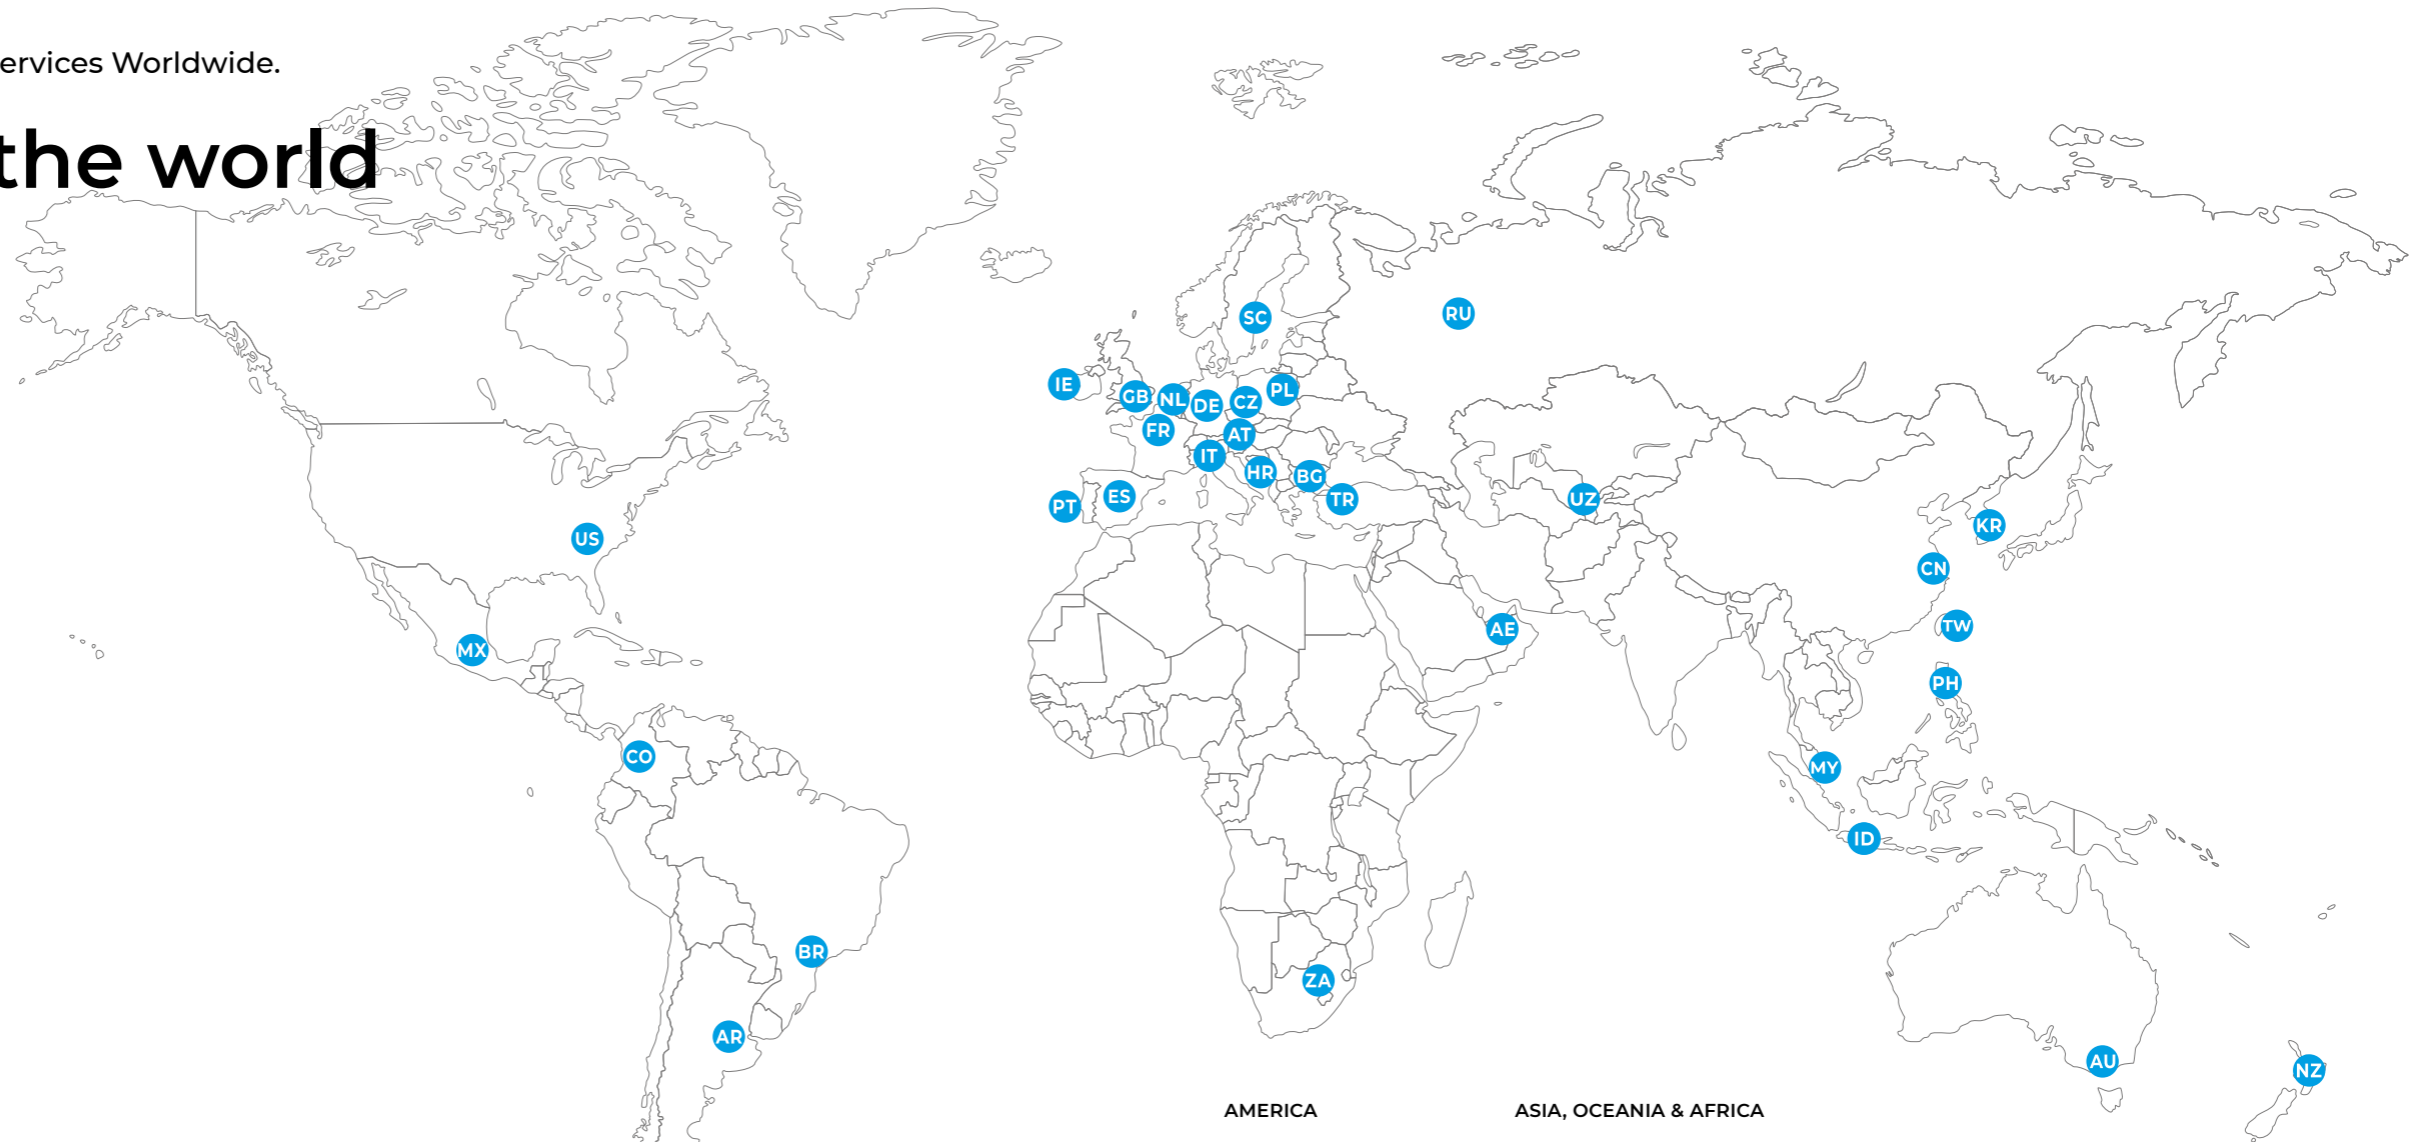 ervices Worldwide.
the world
SC
RU
IE
GB
NL
DE
CZ
PL
FR
AT
IT
HR
BG
PT
ES
TR
UZ
US
KR
CN
MX
AE
TW
PH
CO
MY
ID
BR
ZA
AR
AU
NZ
AMERICA
ASIA, OCEANIA & AFRICA